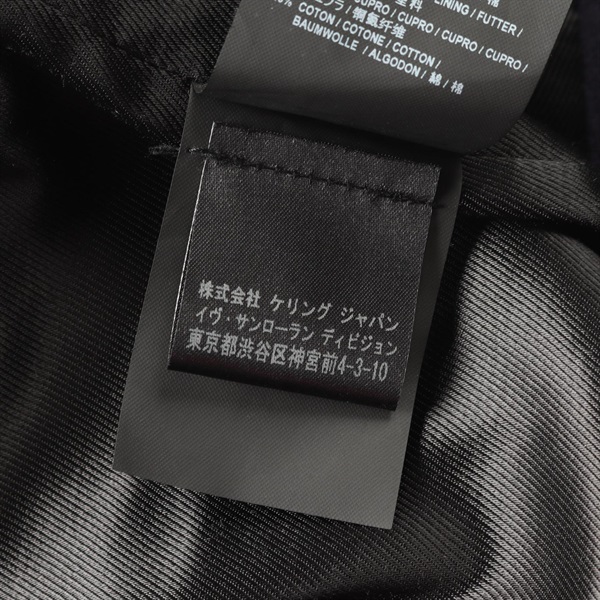 LINING / FUTTER /
CUPRO / CUPRO / CUPRO / CUPRO /
COTON / COTONE / COTTON /
BAUMWOLLE / ALGODON / 綿 / 棉
株式会社 ケリング ジャパン
イヴ・サンローラン ディビジョン
東京都渋谷区神宮前4-3-10